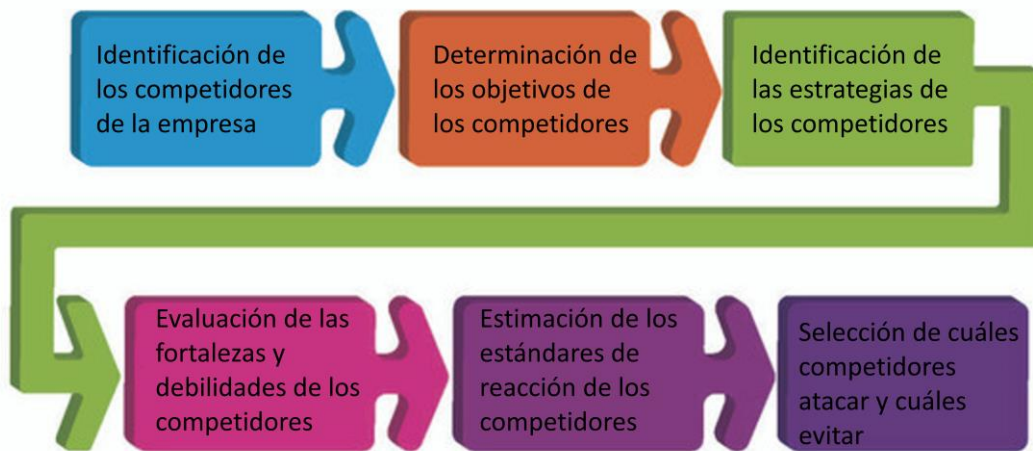 Identificación de
los competidores
de la empresa
Determinación de
los objetivos de
los competidores
Identificación de
las estrategias de
los competidores
Evaluación de las
fortalezas y
debilidades de los
competidores
Estimación de los
estándares de
reacción de los
competidores
Selección de cuáles
competidores
atacar y cuáles
evitar